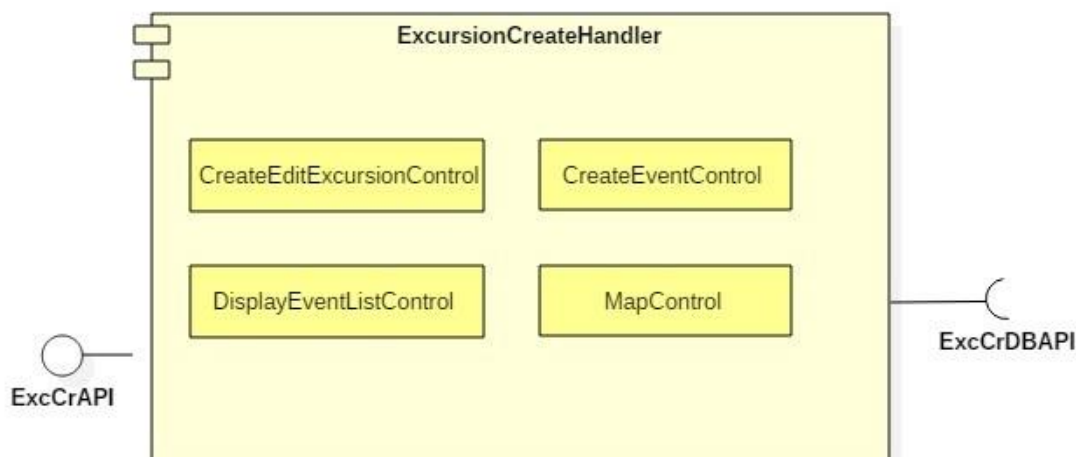 ExcursionCreateHandler
CreateEditExcursionControl
CreateEventControl
DisplayEventListControl
MapControl
ExcCrDBAPI
ExcCrAPI